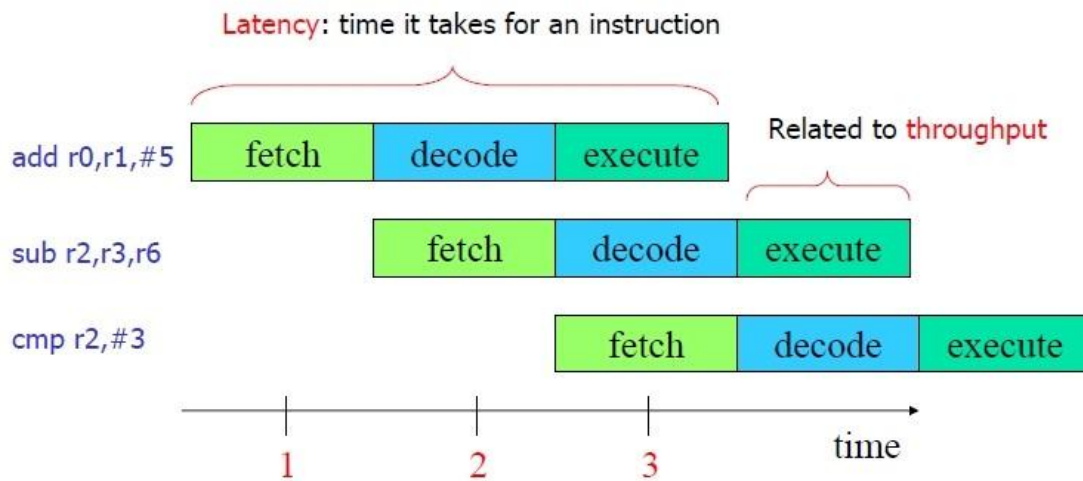 Latency: time it takes for an instruction
Related to throughput
add r0,r1,#5
fetch
decode
execute
sub r2,r3,r6
fetch
decode
execute
cmp r2,#3
fetch
decode
execute
time
1
2
3